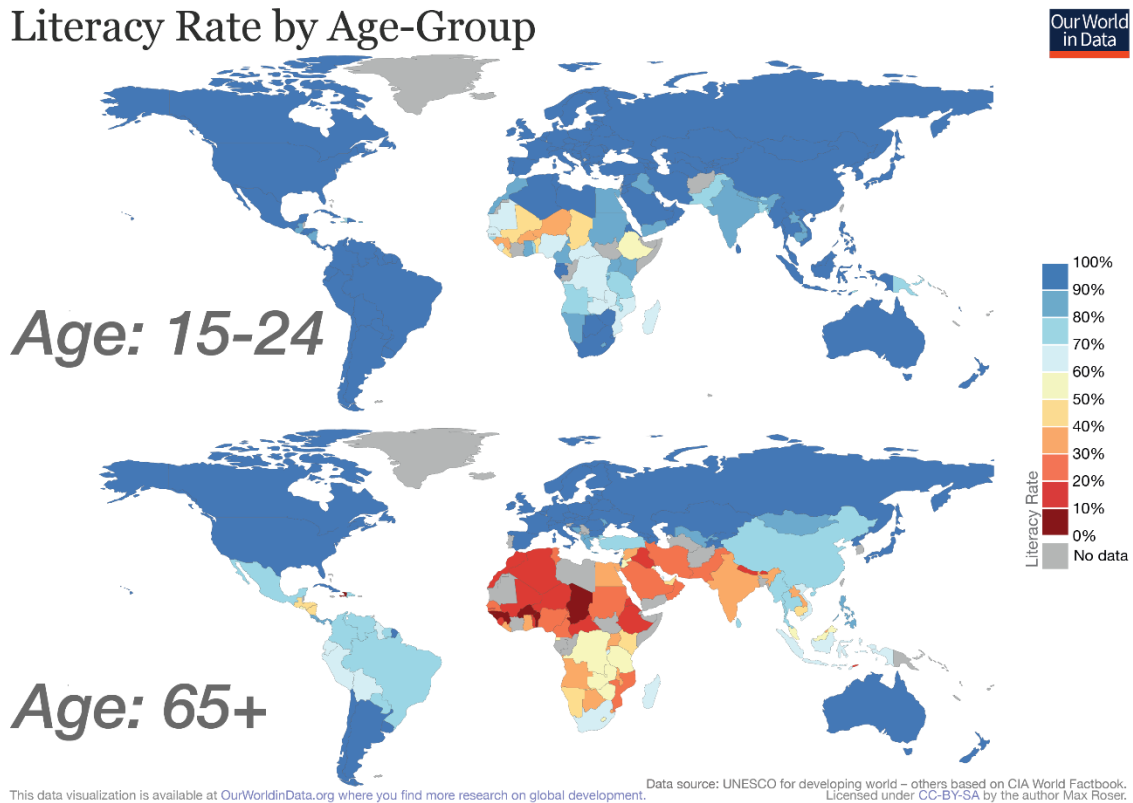 Literacy Rate by Age-Group
Our World
in Data
Age: 15-24
100%
90%
80%
70%
60%
50%
40%
30%
20%
10%
0%
No data
Literacy Rate
Age: 65+
Data source: UNESCO for developing world – others based on CIA World Factbook.
This data visualization is available at OurWorldinData.org where you find more research on global development.
Licensed under CC-BY-SA by the author Max Roser.